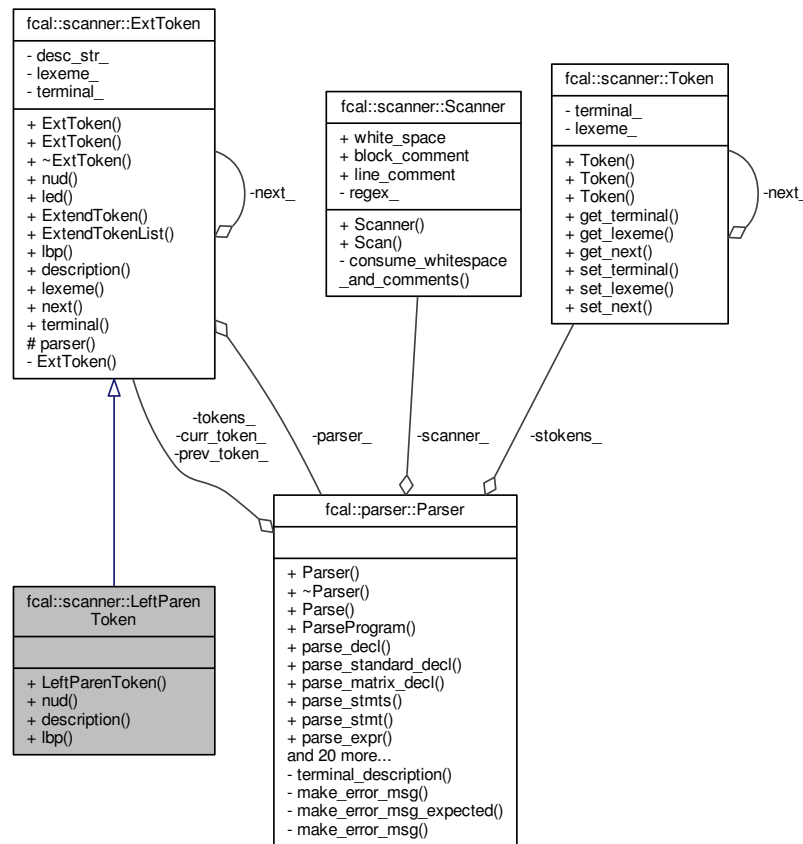 fcal::scanner::ExtToken
- desc_str_
- lexeme_
- terminal_
+ ExtToken()
+ ExtToken()
+ ~ExtToken()
+ nud()
+ led()
+ ExtendToken()
+ ExtendTokenList()
+ lbp()
+ description()
+ lexeme()
+ next()
+ terminal()
# parser()
- ExtToken()
-next_
fcal::scanner::Scanner
+ white_space
+ block_comment
+ line_comment
- regex_
+ Scanner()
+ Scan()
- consume_whitespace
_and_comments()
fcal::scanner::Token
- terminal_
- lexeme_
+ Token()
+ Token()
+ Token()
+ get_terminal()
+ get_lexeme()
+ get_next()
+ set_terminal()
+ set_lexeme()
+ set_next()
-next_
-tokens_
-curr_token_
-prev_token_
-parser_
-scanner_
-stokens_
fcal::scanner::LeftParen
Token
+ LeftParenToken()
+ nud()
+ description()
+ lbp()
fcal::parser::Parser
+ Parser()
+ ~Parser()
+ Parse()
+ ParseProgram()
+ parse_decl()
+ parse_standard_decl()
+ parse_matrix_decl()
+ parse_stmts()
+ parse_stmt()
+ parse_expr()
and 20 more...
- terminal_description()
- make_error_msg()
- make_error_msg_expected()
- make_error_msg()